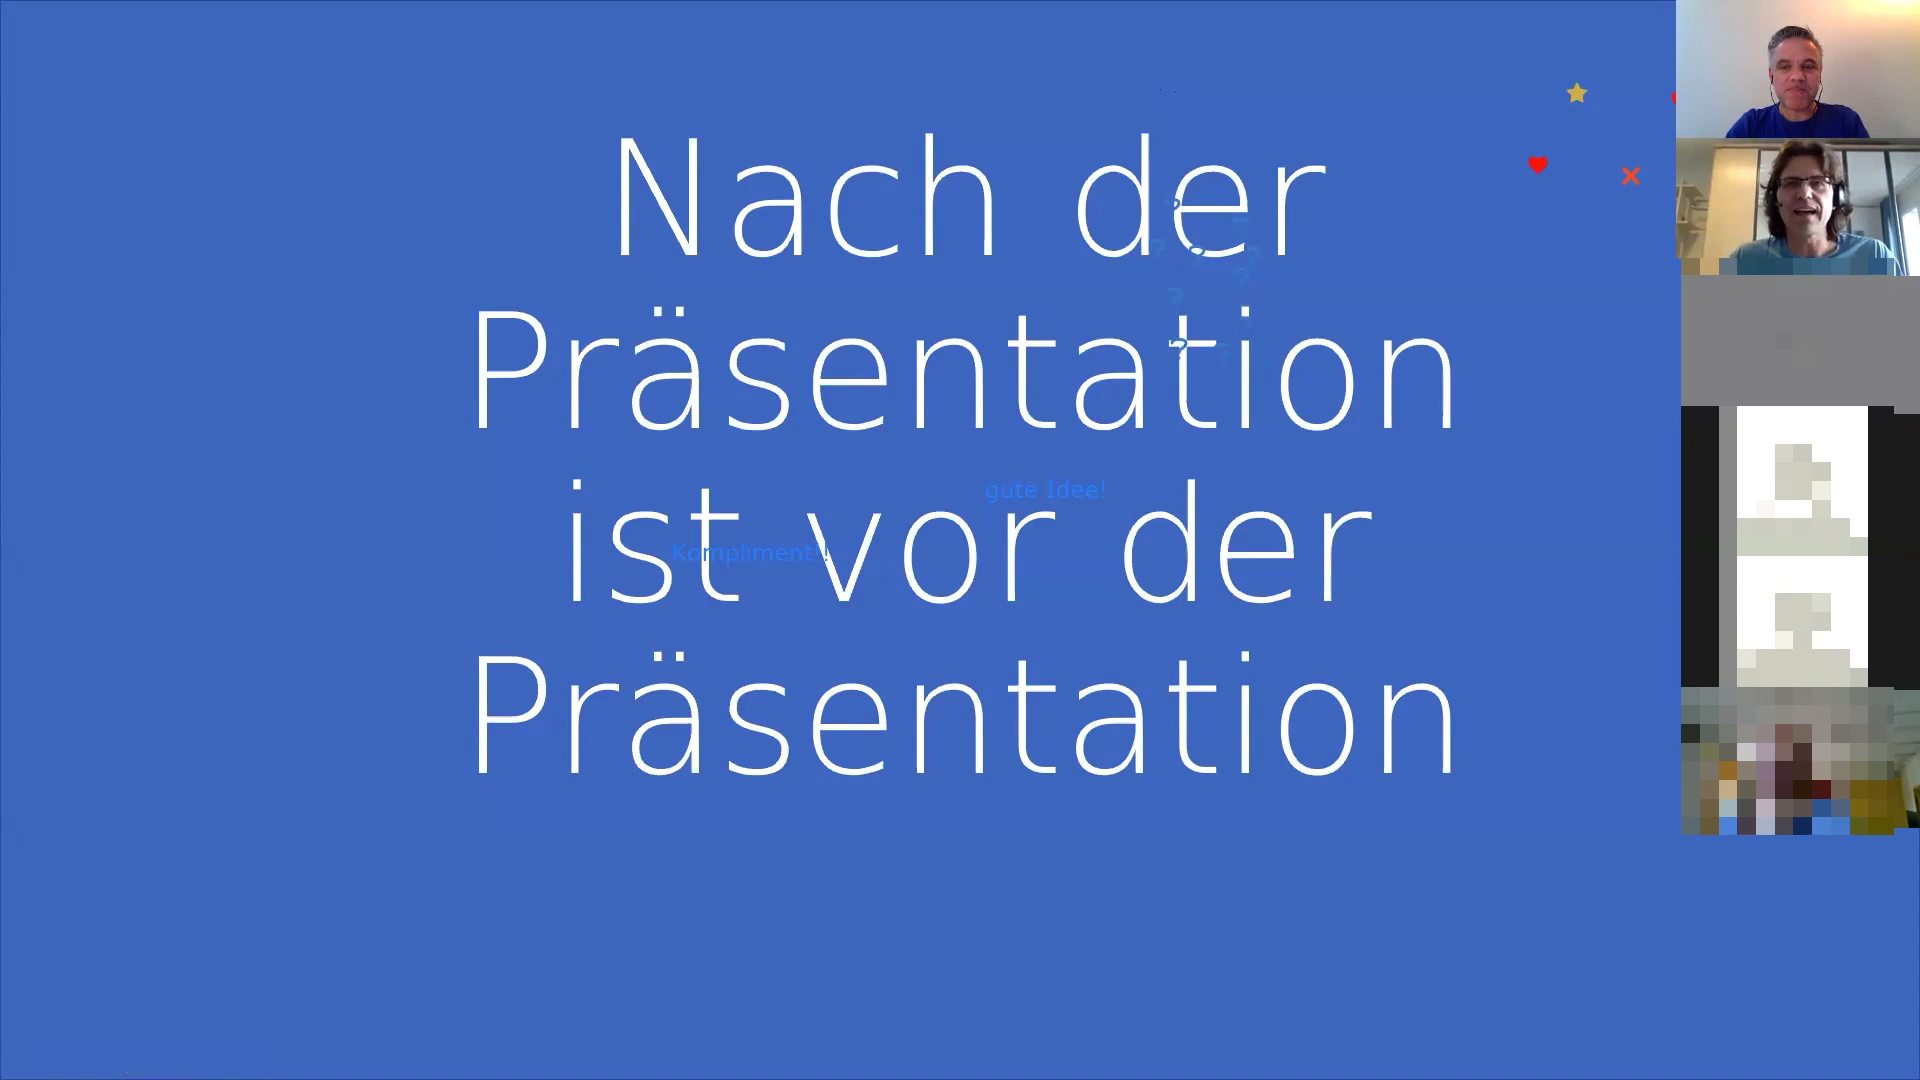 Nach der
Präsentation
gute Idee!
ist vor der
Kompliment!!
Präsentation